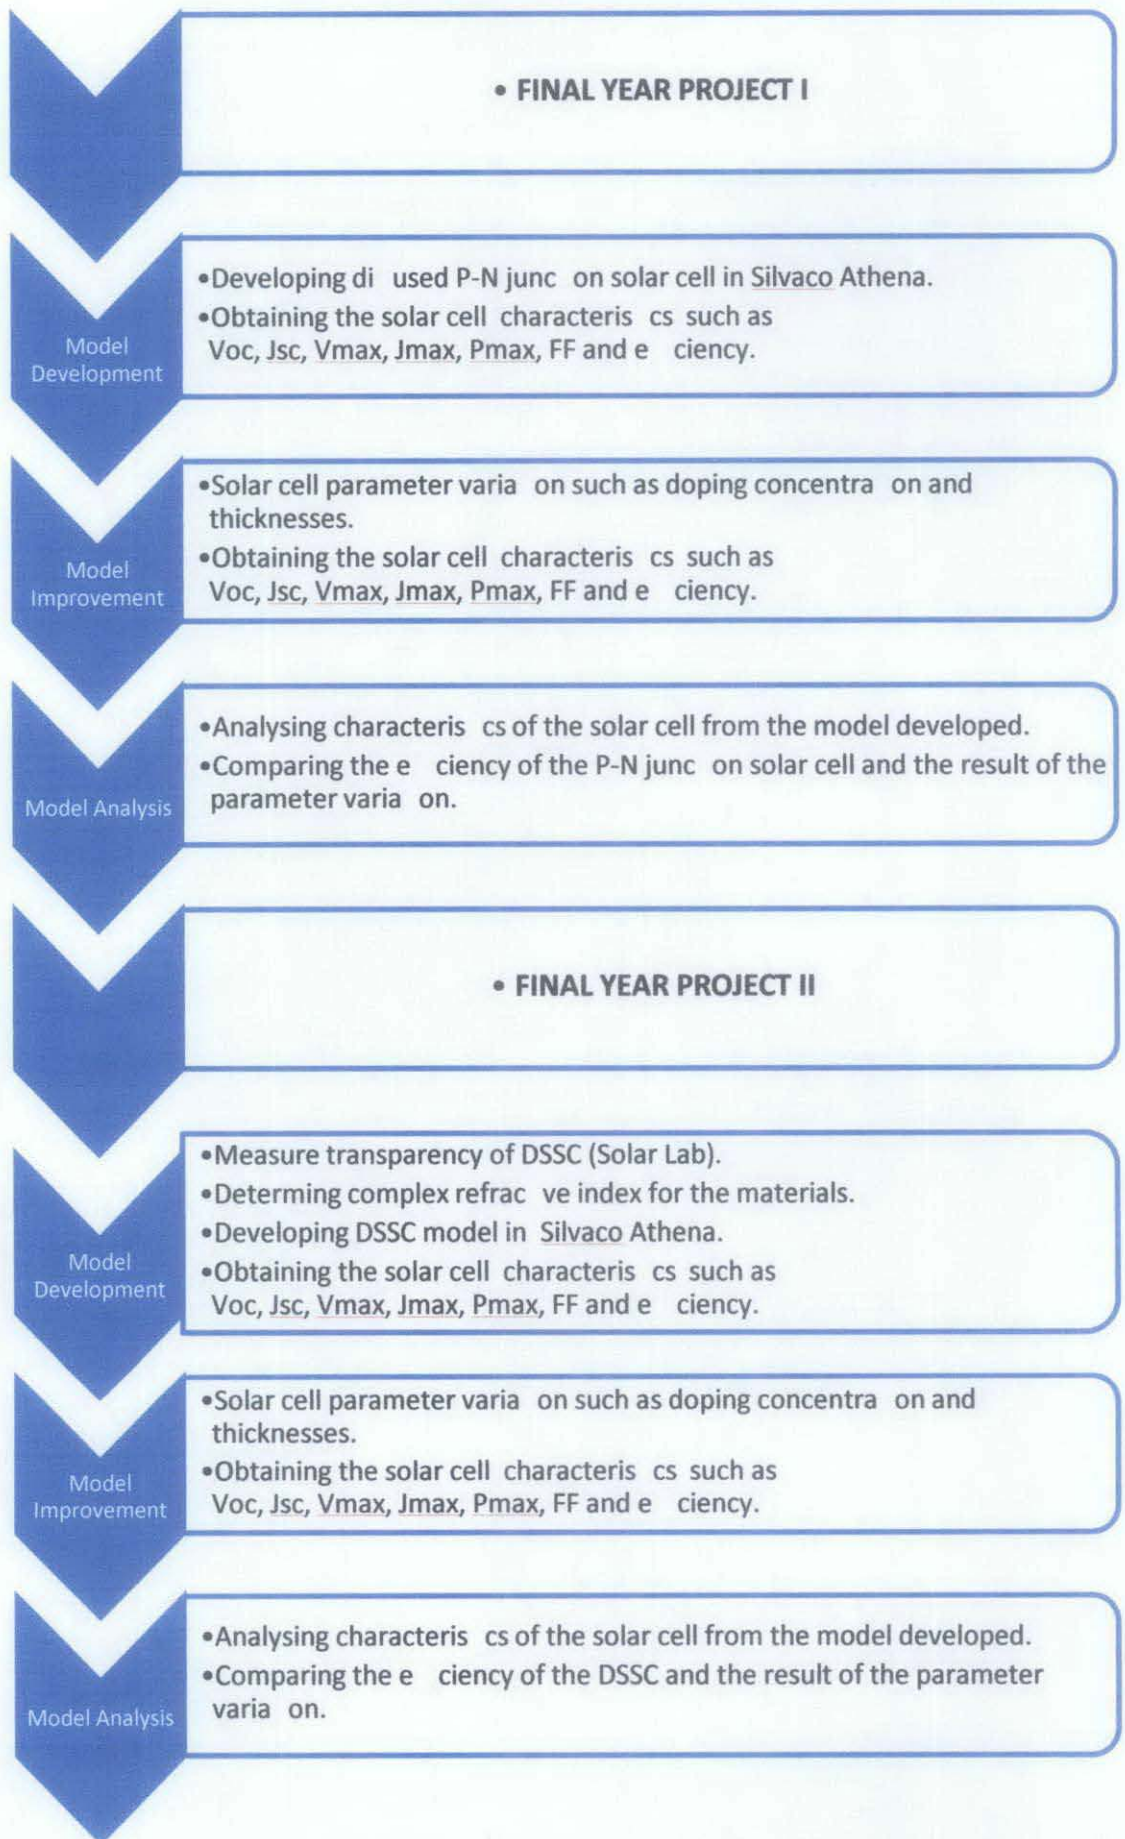 • FINAL YEAR PROJECT I
•Developing di used P-N junc on solar cell in Silvaco Athena.
•Obtaining the solar cell characteris cs such as
Voc, Jsc, Vmax, Jmax, Pmax, FF and e ciency.
Model
Development
•Solar cell parameter varia on such as doping concentra on and
thicknesses.
•Obtaining the solar cell characteris cs such as
Voc, Jsc, Vmax, Jmax, Pmax, FF and e ciency.
Model
Improvement
•Analysing characteris cs of the solar cell from the model developed.
•Comparing the e ciency of the P-N junc on solar cell and the result of the
parameter varia on.
Model Analysis
• FINAL YEAR PROJECT II
•Measure transparency of DSSC (Solar Lab).
•Determing complex refrac ve index for the materials.
•Developing DSSC model in Silvaco Athena.
•Obtaining the solar cell characteris cs such as
Voc, Jsc, Vmax, Jmax, Pmax, FF and e ciency.
Model
Development
•Solar cell parameter varia on such as doping concentra on and
thicknesses.
•Obtaining the solar cell characteris cs such as
Voc, Jsc, Vmax, Jmax, Pmax, FF and e ciency.
Model
Improvement
•Analysing characteris cs of the solar cell from the model developed.
•Comparing the e ciency of the DSSC and the result of the parameter
varia on.
Model Analysis